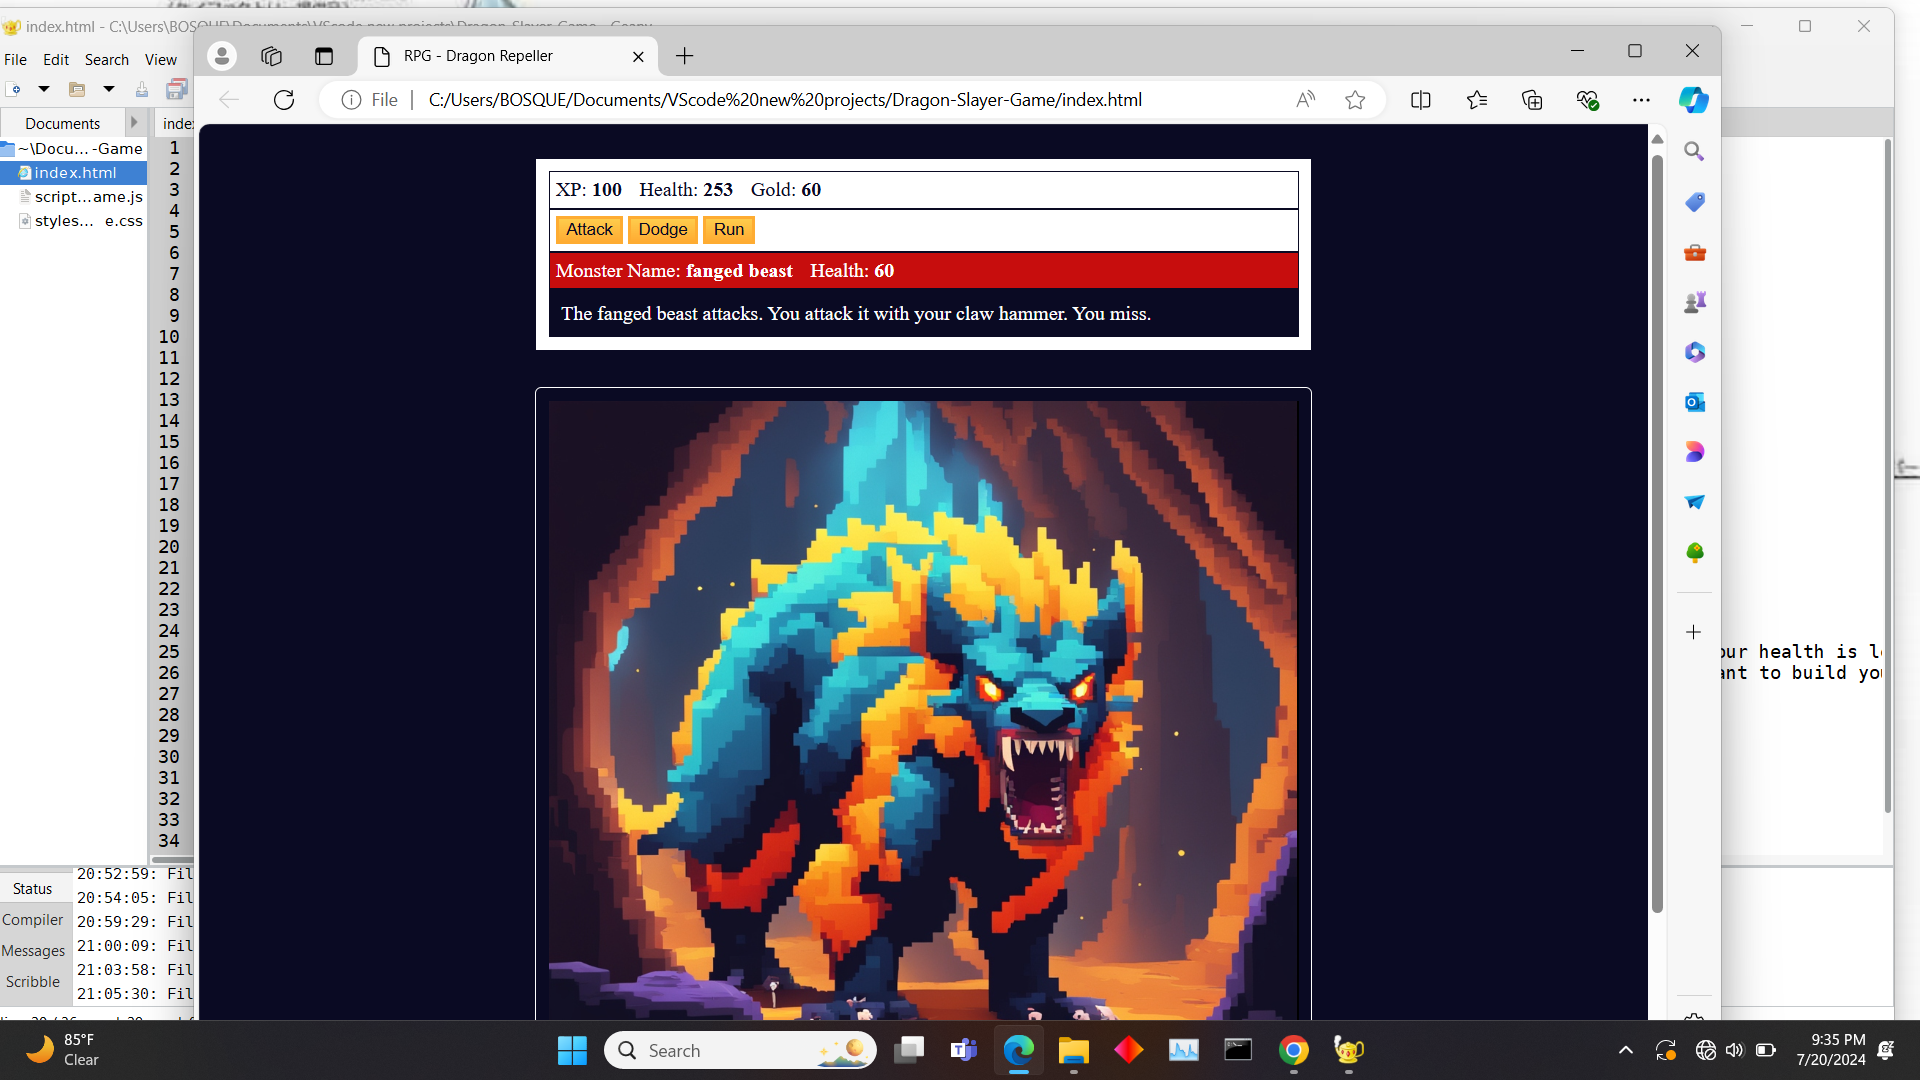 index.html - C:\Users\BOSQUE\Documents\VScode new projects\Dragon-Slayer-Game - Geany
File Edit Search View
Documents
index
~\Docu...-Game
index.html
script...ame.js
styles... e.css
1
2
3
4
5
6
7
8
9
10
11
12
13
14
15
16
17
18
19
20
21
22
23
24
25
26
27
28
29
30
31
32
33
34
RPG - Dragon Repeller
File
C:/Users/BOSQUE/Documents/VScode%20new%20projects/Dragon-Slayer-Game/index.html
XP: 100 Health: 253 Gold: 60
Attack Dodge Run
Monster Name: fanged beast Health: 60
The fanged beast attacks. You attack it with your claw hammer. You miss.
our health is l
ant to build yo
Status
Compiler
Messages
Scribble
20:52:59: Fil
20:54:05: Fil
20:59:29: Fil
21:00:09: Fil
21:03:58: Fil
21:05:30: Fil
85°F
Clear
Search
9:35 PM
7/20/2024